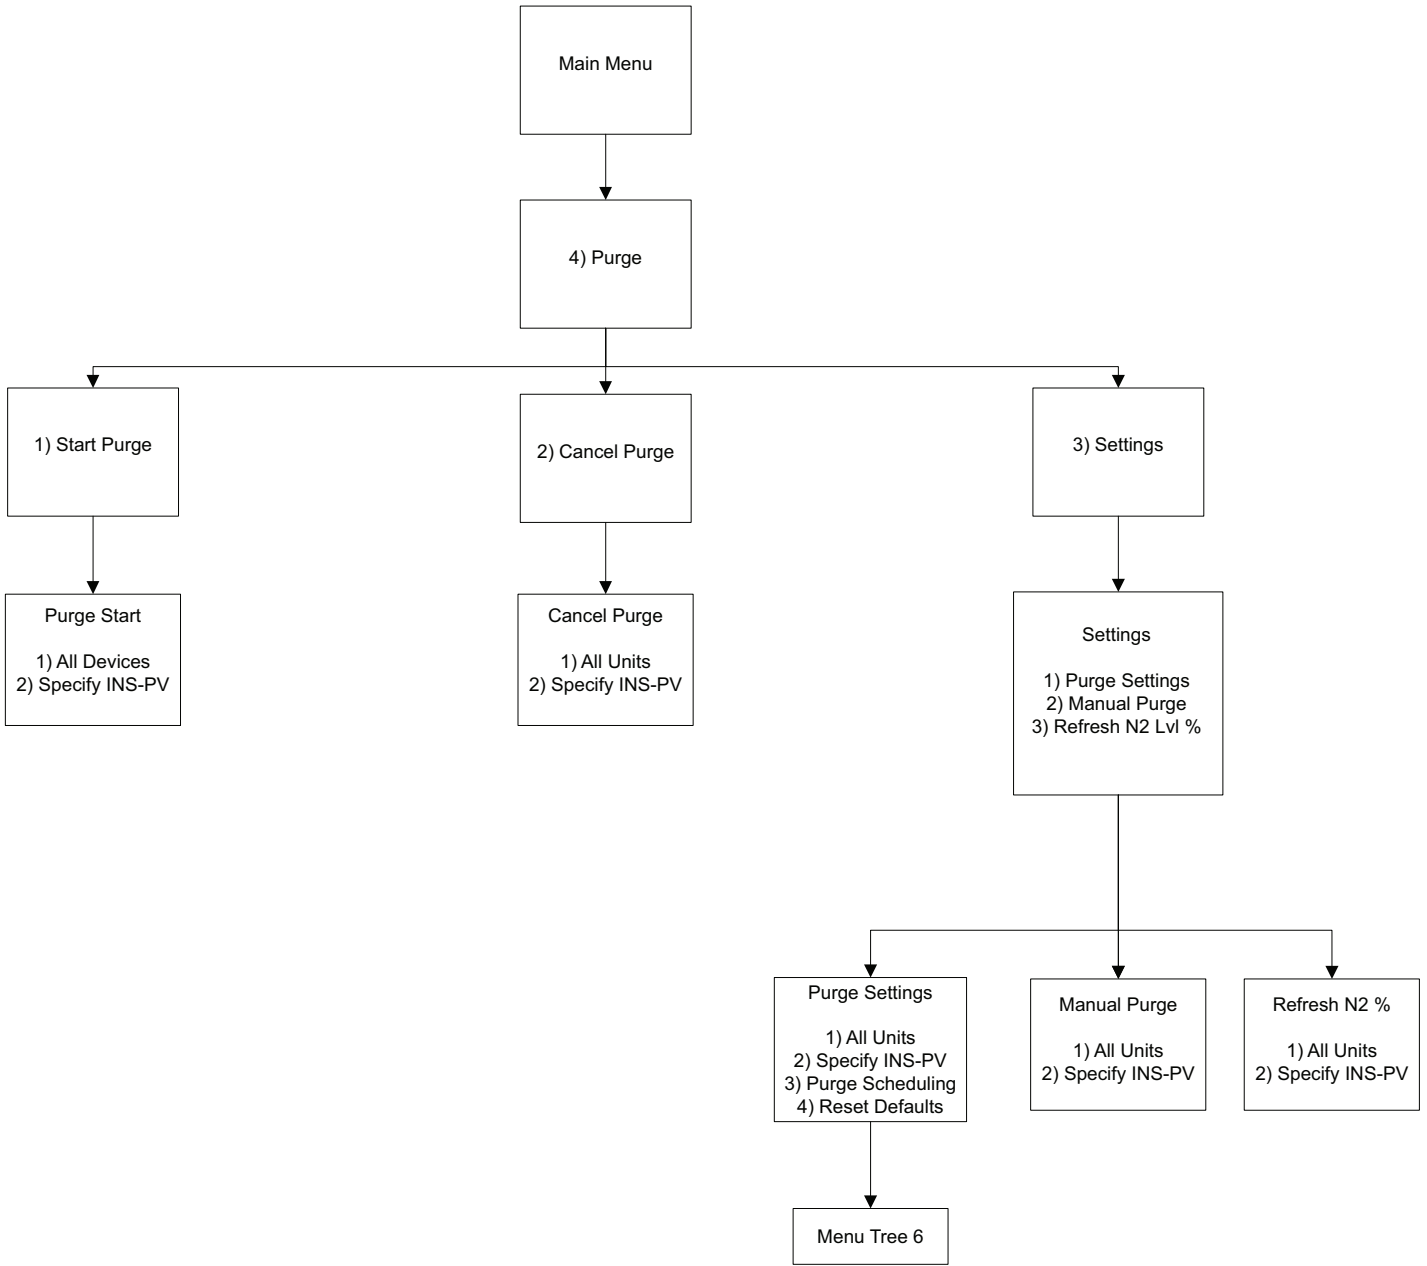 Main Menu
4) Purge
1) Start Purge
2) Cancel Purge
3) Settings
Purge Start
1) All Devices
2) Specify INS-PV
Cancel Purge
1) All Units
2) Specify INS-PV
Settings
1) Purge Settings
2) Manual Purge
3) Refresh N2 Lvl %
Purge Settings
1) All Units
2) Specify INS-PV
3) Purge Scheduling
4) Reset Defaults
Manual Purge
1) All Units
2) Specify INS-PV
Refresh N2 %
1) All Units
2) Specify INS-PV
Menu Tree 6